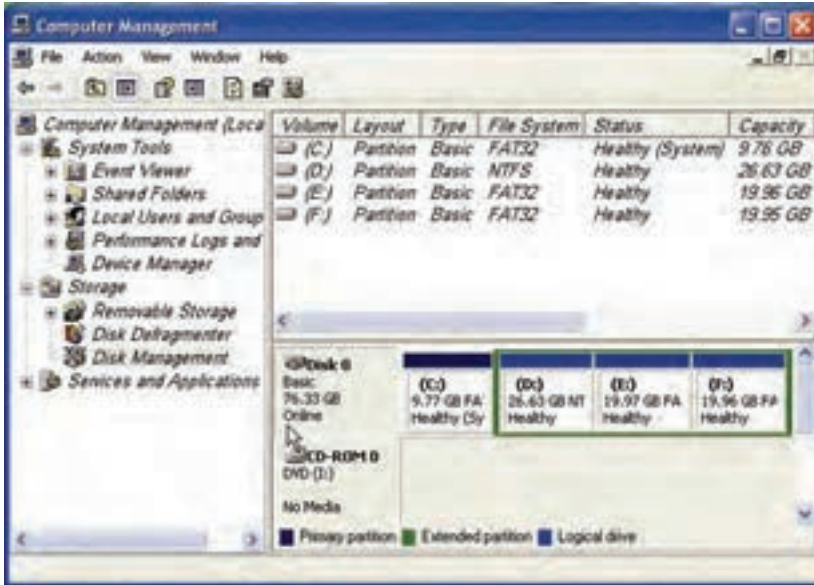 Computer Management
File Action View Window Help
Computer Management (Loca
System Tools
Event Viewer
Shared Folders
Local Users and Group
Performance Logs and
Device Manager
Storage
Removable Storage
Disk Defragmenter
Disk Management
Services and Applications
Volume Layout Type File System Status Capacity
(C:) Partition Basic FAT32 Healthy (System) 9.76 GB
(D:) Partition Basic NTFS Healthy 26.63 GB
(E:) Partition Basic FAT32 Healthy 19.96 GB
(F:) Partition Basic FAT32 Healthy 19.95 GB
Disk 0
Basic
76.33 GB
Online
(C:)
9.77 GB FA
Healthy (Sy
(D:)
26.63 GB NT
Healthy
(E:)
19.97 GB FA
Healthy
(F:)
19.96 GB FA
Healthy
CD-ROM 0
DVD (I:)
No Media
Primary partition Extended partition Logical drive